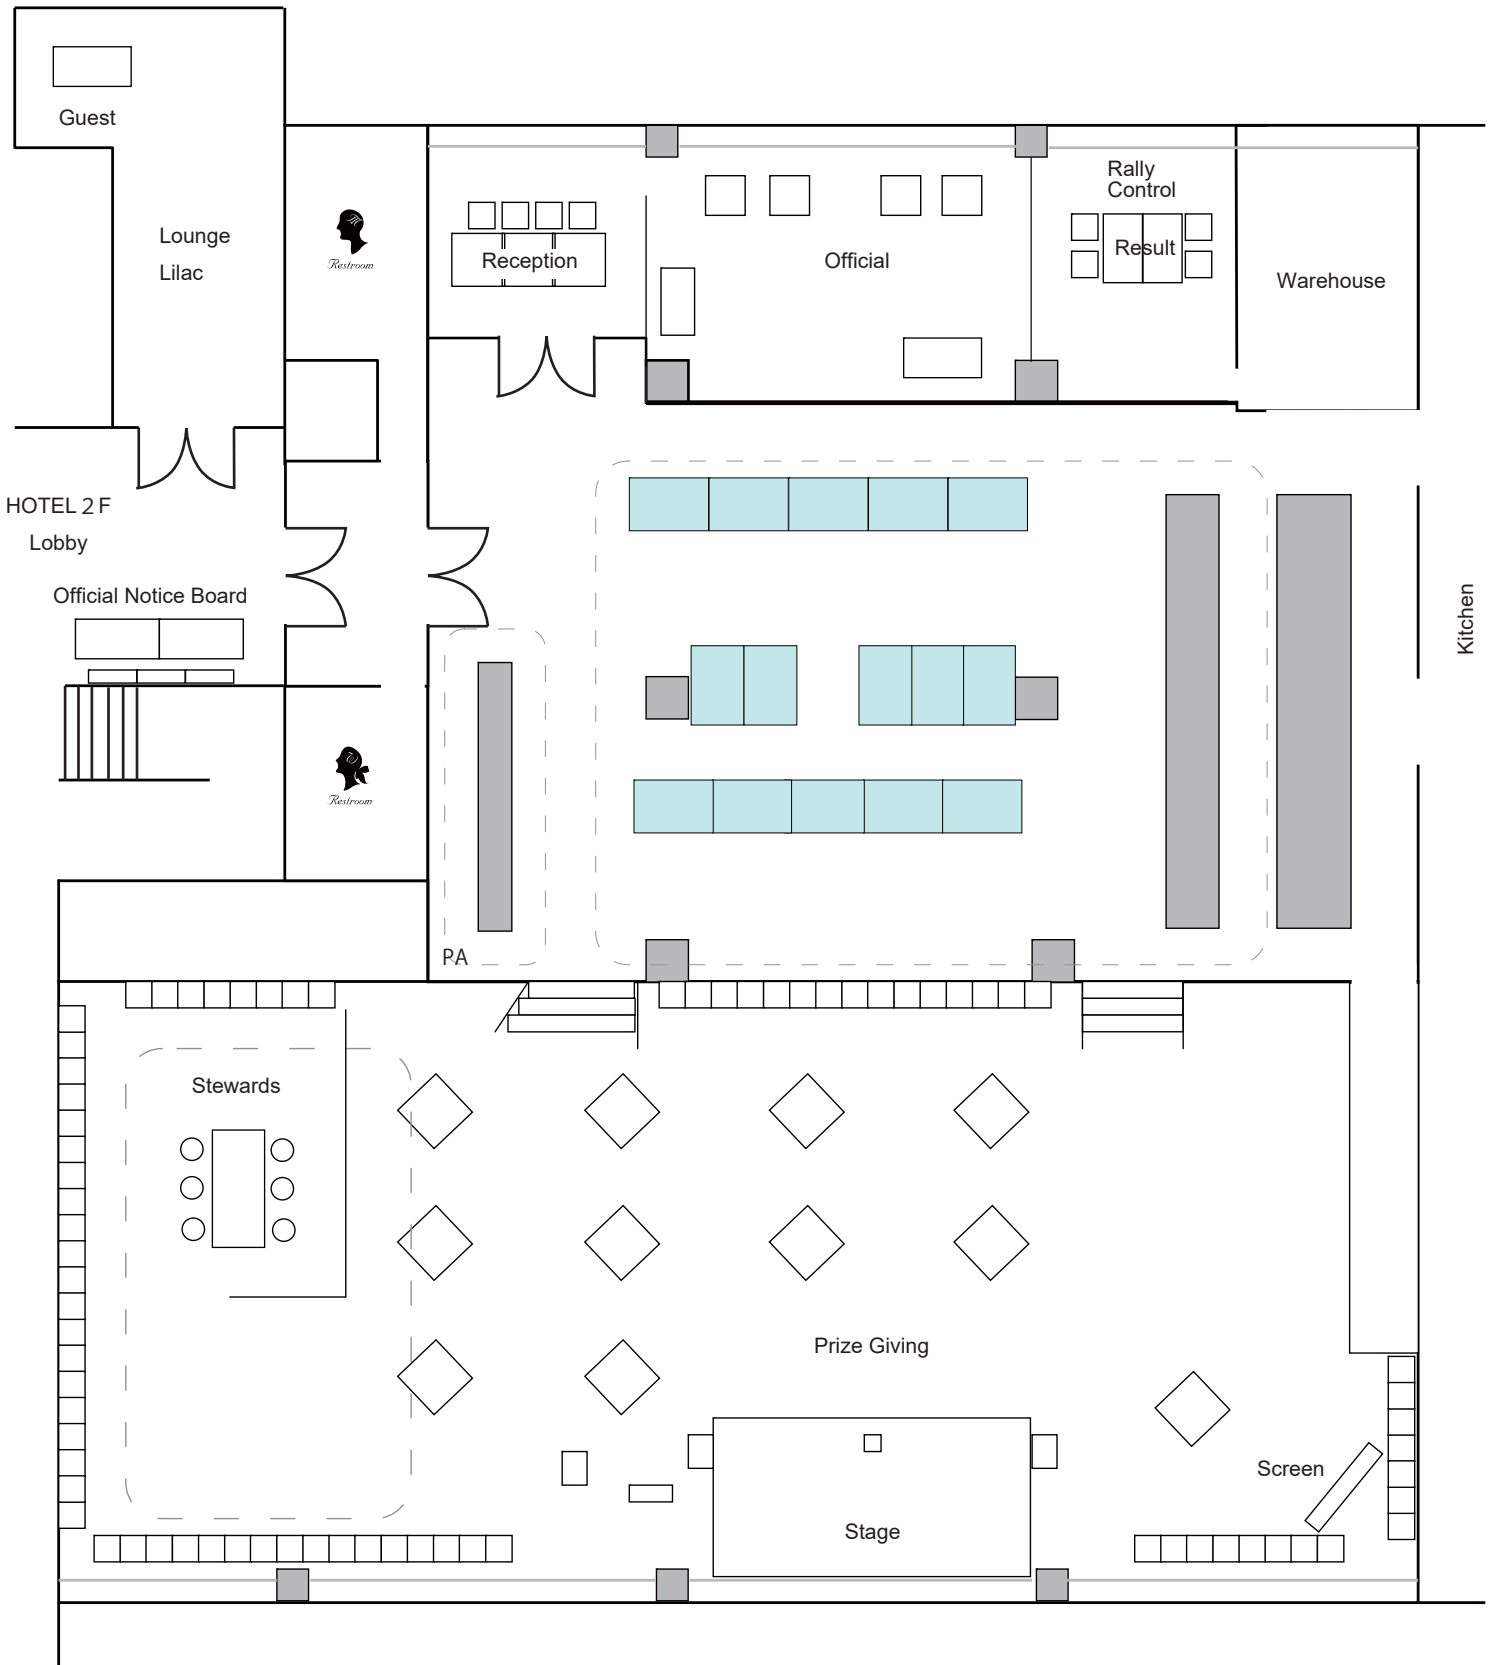 Guest
Lounge
Lilac
Restroom
Reception
Official
Rally
Control
Result
Warehouse
HOTEL 2 F
Lobby
Official Notice Board
Kitchen
Restroom
PA
Stewards
Prize Giving
Screen
Stage